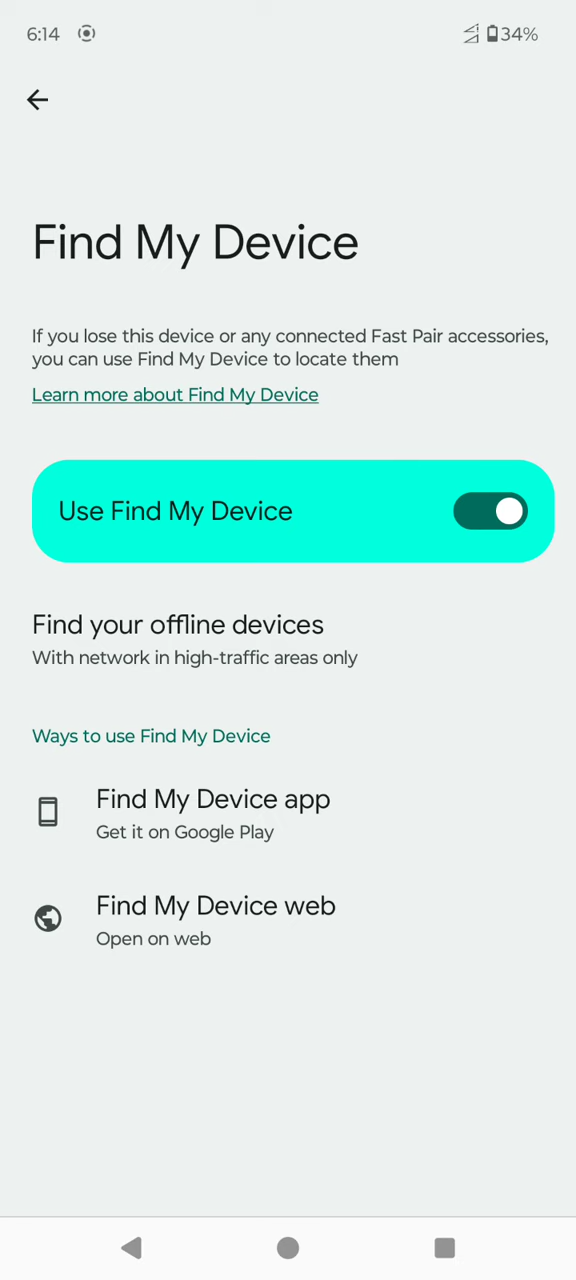 6:14
34%
Find My Device
If you lose this device or any connected Fast Pair accessories,
you can use Find My Device to locate them
Learn more about Find My Device
Use Find My Device
Find your offline devices
With network in high-traffic areas only
Ways to use Find My Device
Find My Device app
Get it on Google Play
Find My Device web
Open on web